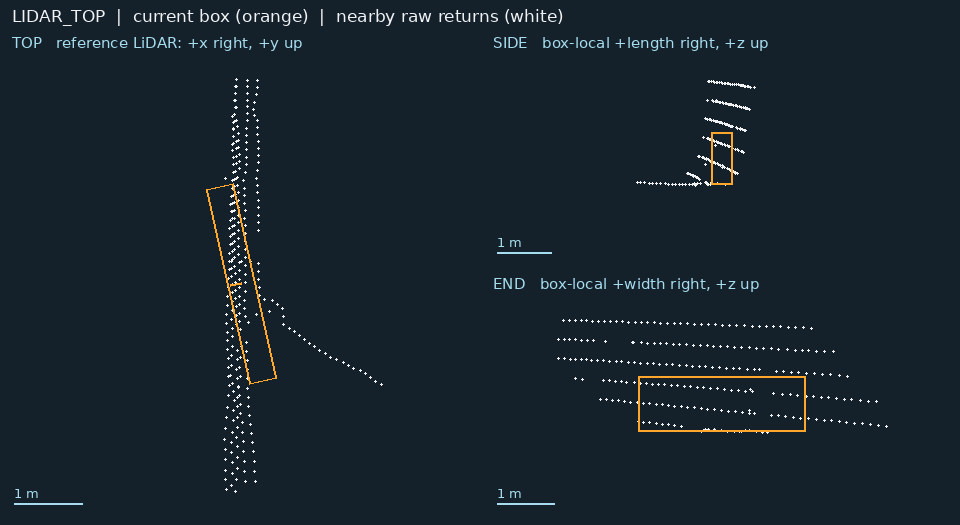 LIDAR_TOP  |  current box (orange)  |  nearby raw returns (white)
TOP   reference LiDAR: +x right, +y up
SIDE   box-local +length right, +z up
1 m
END   box-local +width right, +z up
1 m
1 m